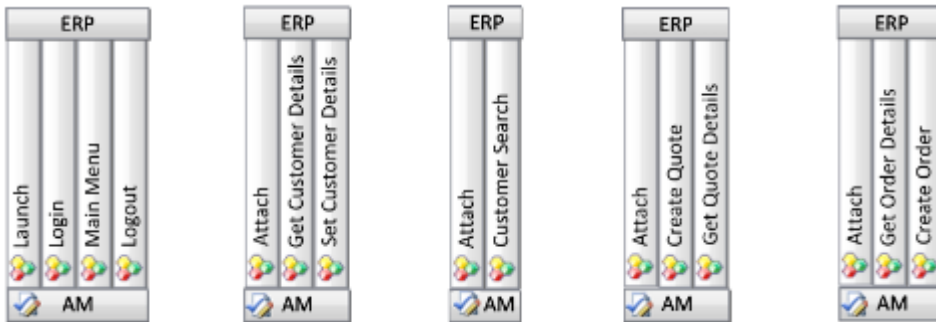 ERP
Launch
Login
Main Menu
Logout
AM
ERP
Attach
Get Customer Details
Set Customer Details
AM
ERP
Attach
Customer Search
AM
ERP
Attach
Create Quote
Get Quote Details
AM
ERP
Attach
Get Order Details
Create Order
AM